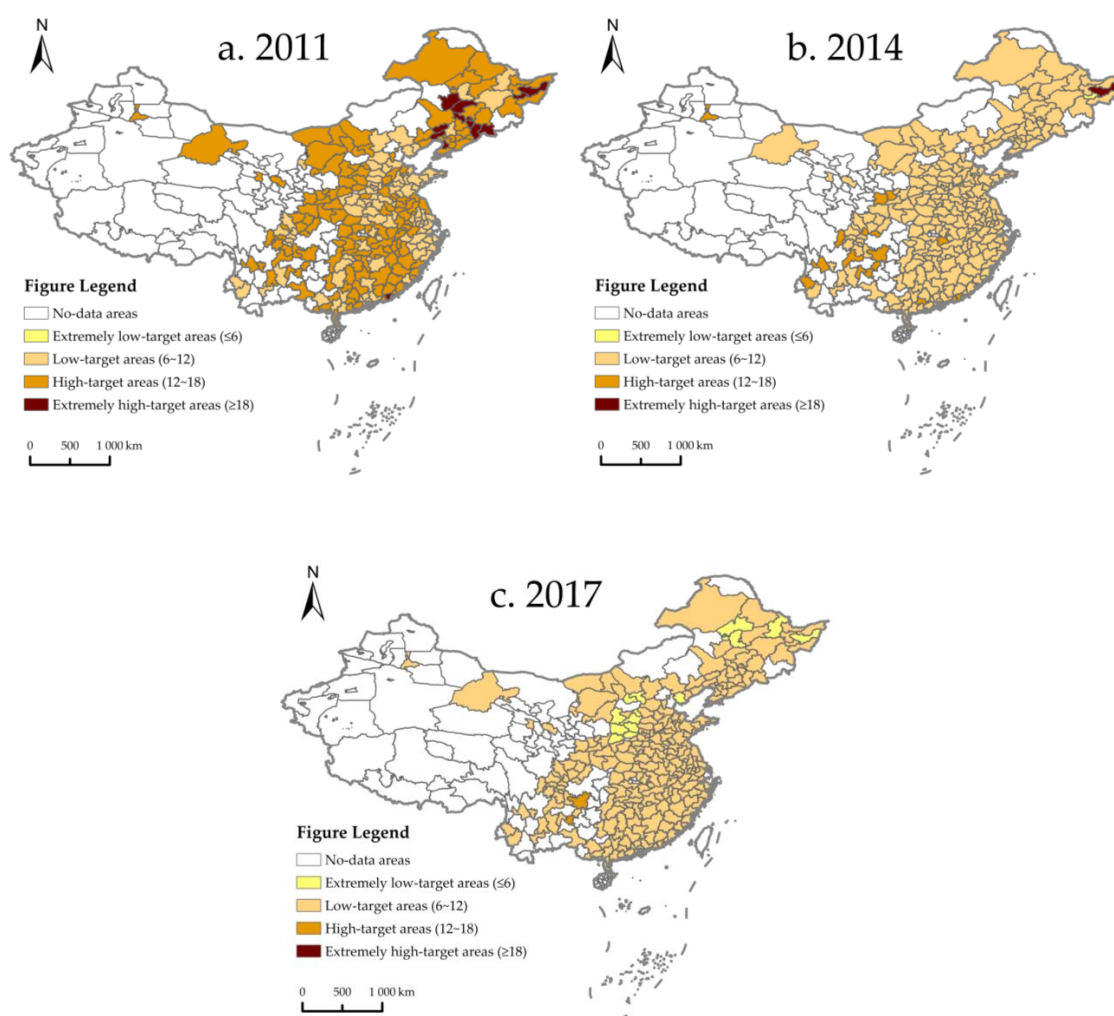 N
a. 2011
Figure Legend
No-data areas
Extremely low-target areas (≤6)
Low-target areas (6~12)
High-target areas (12~18)
Extremely high-target areas (≥18)
0 500 1 000 km
N
b. 2014
Figure Legend
No-data areas
Extremely low-target areas (≤6)
Low-target areas (6~12)
High-target areas (12~18)
Extremely high-target areas (≥18)
0 500 1 000 km
N
c. 2017
Figure Legend
No-data areas
Extremely low-target areas (≤6)
Low-target areas (6~12)
High-target areas (12~18)
Extremely high-target areas (≥18)
0 500 1 000 km